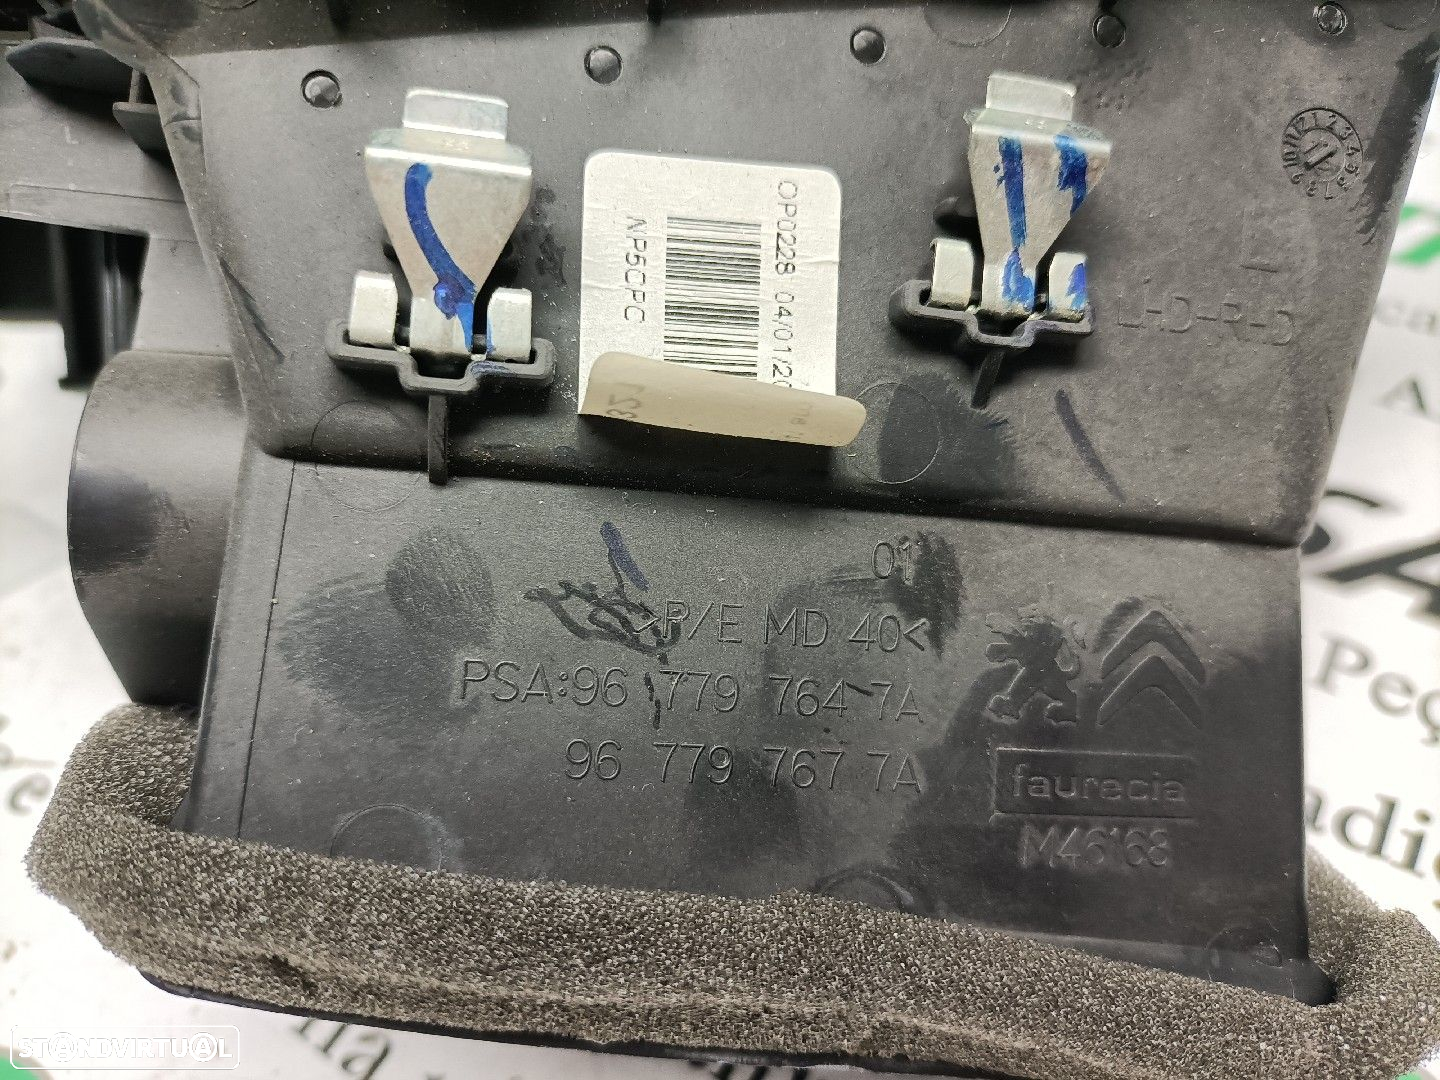 OP0228 04/01/20
NP5CPC
L-D-R-D
01
>P/E MD 40<
PSA:96 779 764 7A
96 779 767 7A
faurecia
M46168
STANDVIRTUAL